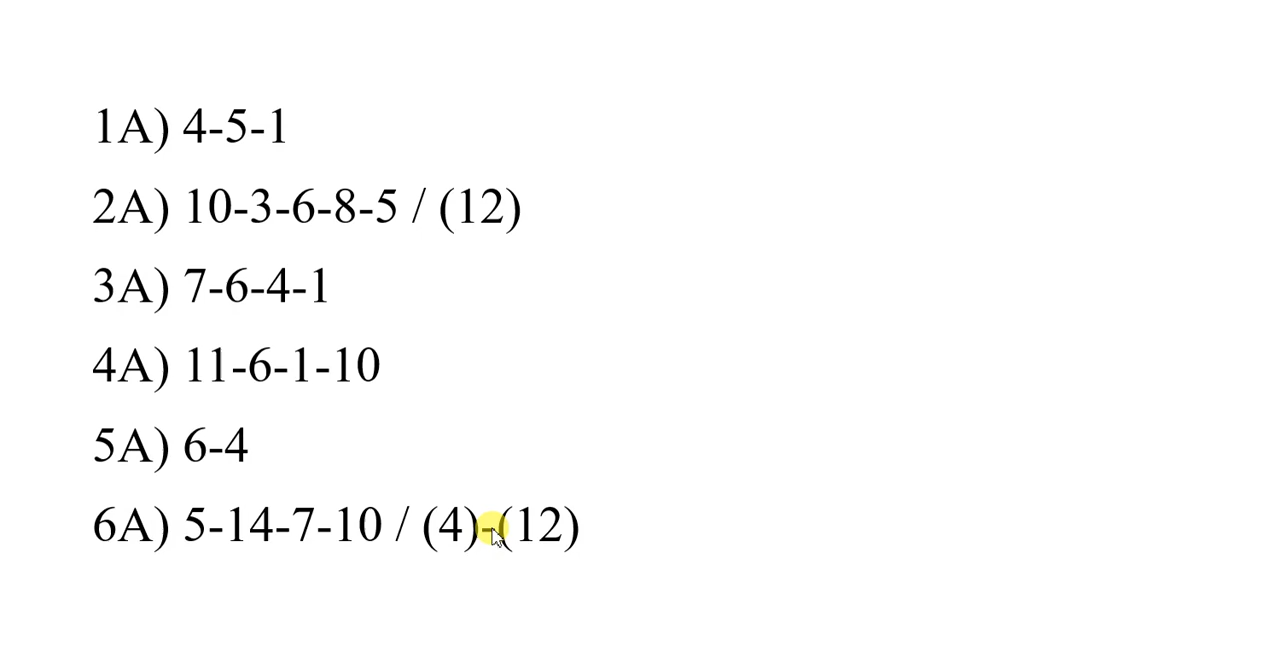 1A) 4-5-1
2A) 10-3-6-8-5 / (12)
3A) 7-6-4-1
4A) 11-6-1-10
5A) 6-4
6A) 5-14-7-10 / (4)-(12)